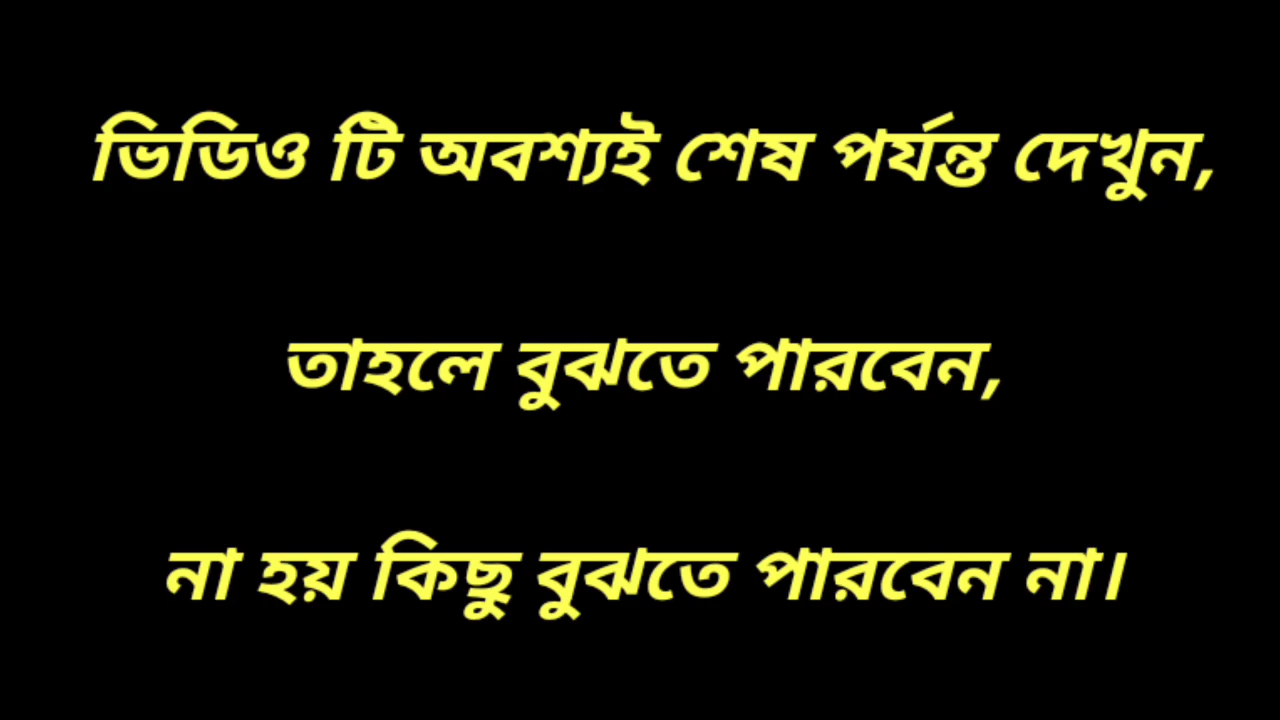 ভিডিও টি অবশ্যই শেষ পর্যন্ত দেখুন,
তাহলে বুঝতে পারবেন,
না হয় কিছু বুঝতে পারবেন না।